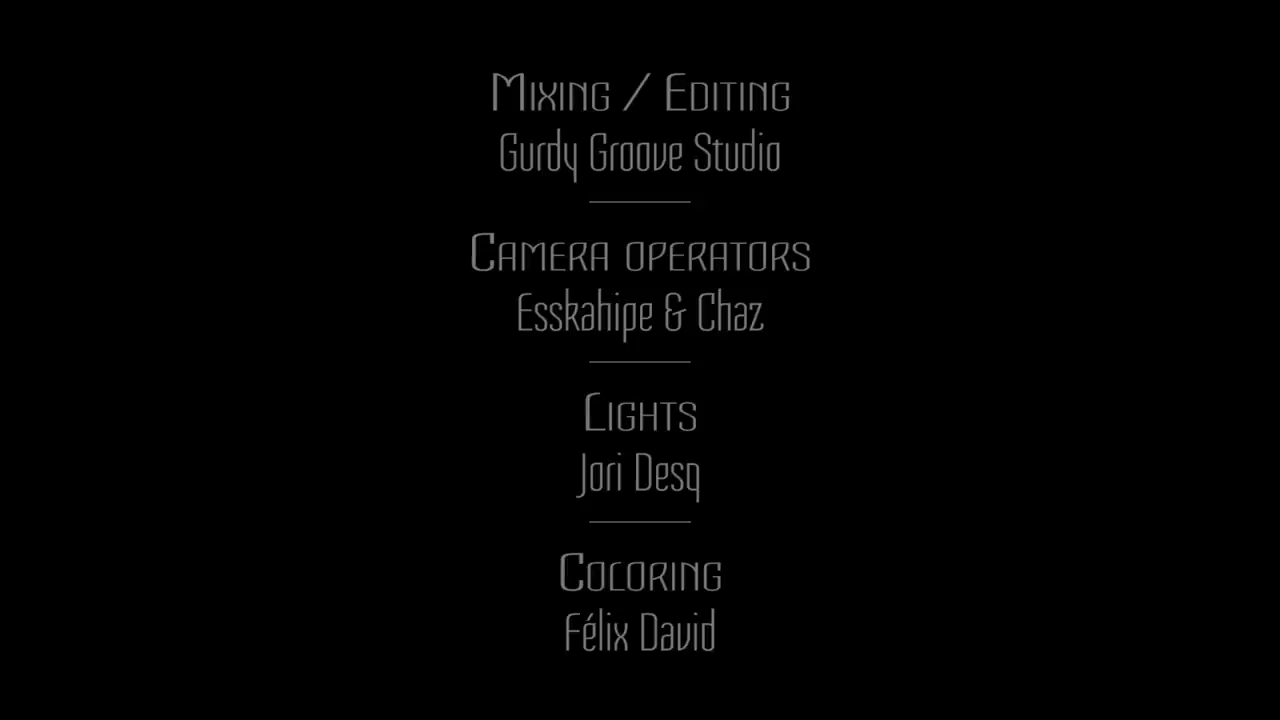 Mixing / Editing
Gurdy Groove Studio
Camera operators
Esskahipe & Chaz
Lights
Jori Desq
Coloring
Félix David